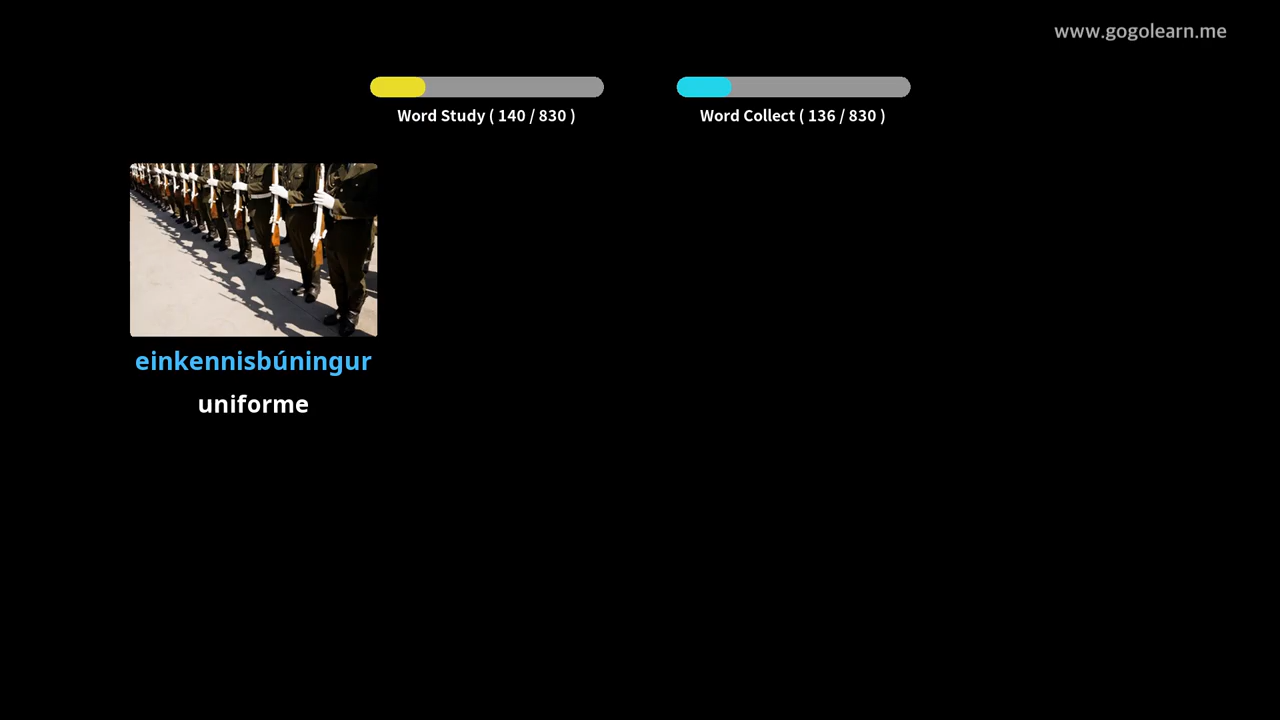 www.gogolearn.me
Word Study ( 140 / 830 )
Word Collect ( 136 / 830 )
einkennisbúningur
uniforme